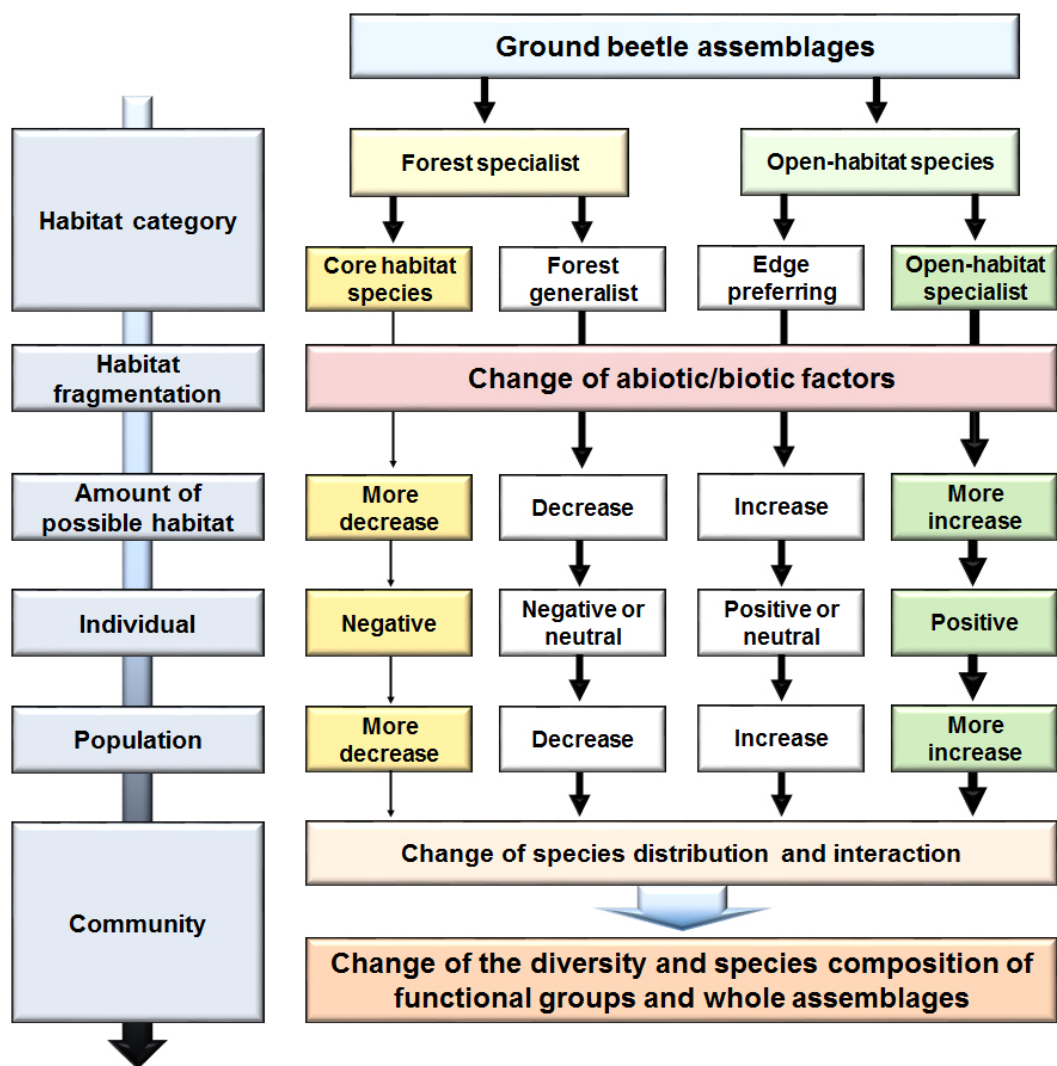 Ground beetle assemblages
Habitat category
Forest specialist
Open-habitat species
Core habitat
species
Forest
generalist
Edge
preferring
Open-habitat
specialist
Habitat
fragmentation
Change of abiotic/biotic factors
Amount of
possible habitat
More
decrease
Decrease
Increase
More
increase
Individual
Negative
Negative or
neutral
Positive or
neutral
Positive
Population
More
decrease
Decrease
Increase
More
increase
Community
Change of species distribution and interaction
Change of the diversity and species composition of
functional groups and whole assemblages